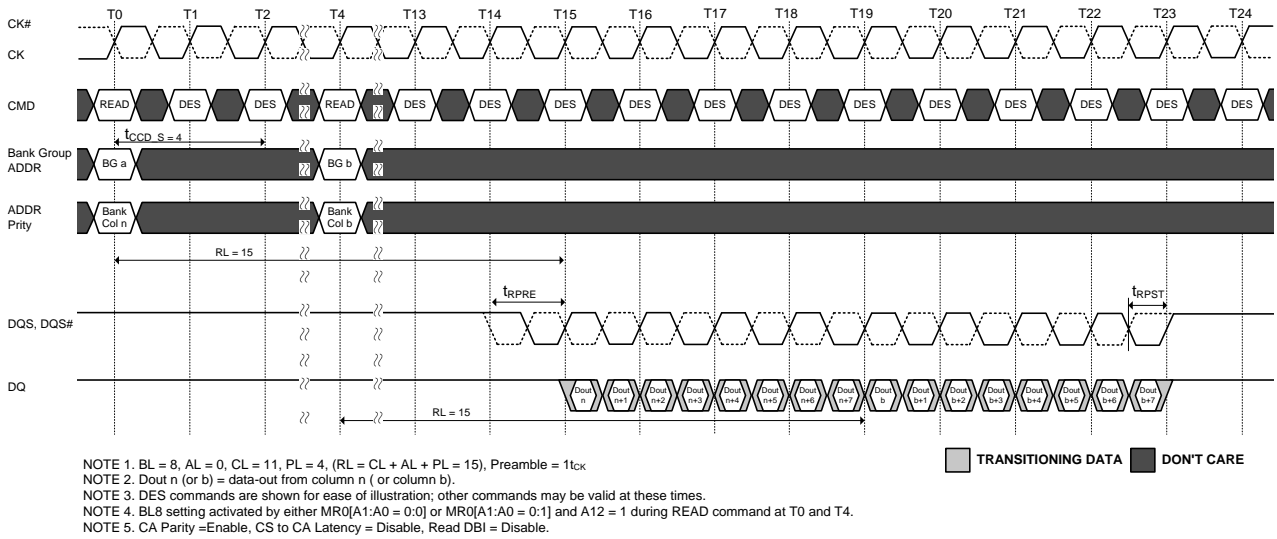 T0 T1 T2 T4 T13 T14 T15 T16 T17 T18 T19 T20 T21 T22 T23 T24
CK#
CK
CMD READ DES DES READ DES DES DES DES DES DES DES DES DES DES DES DES
tCCD_S = 4
Bank Group
ADDR
BG a BG b
ADDR
Prity
Bank
Col n
Bank
Col b
RL = 15
tRPRE
tRPST
DQS, DQS#
DQ
Dout
n
Dout
n+1
Dout
n+2
Dout
n+3
Dout
n+4
Dout
n+5
Dout
n+6
Dout
n+7
Dout
b
Dout
b+1
Dout
b+2
Dout
b+3
Dout
b+4
Dout
b+5
Dout
b+6
Dout
b+7
RL = 15
TRANSITIONING DATA DON'T CARE
NOTE 1. BL = 8, AL = 0, CL = 11, PL = 4, (RL = CL + AL + PL = 15), Preamble = 1tCK
NOTE 2. Dout n (or b) = data-out from column n ( or column b).
NOTE 3. DES commands are shown for ease of illustration; other commands may be valid at these times.
NOTE 4. BL8 setting activated by either MR0[A1:A0 = 0:0] or MR0[A1:A0 = 0:1] and A12 = 1 during READ command at T0 and T4.
NOTE 5. CA Parity =Enable, CS to CA Latency = Disable, Read DBI = Disable.